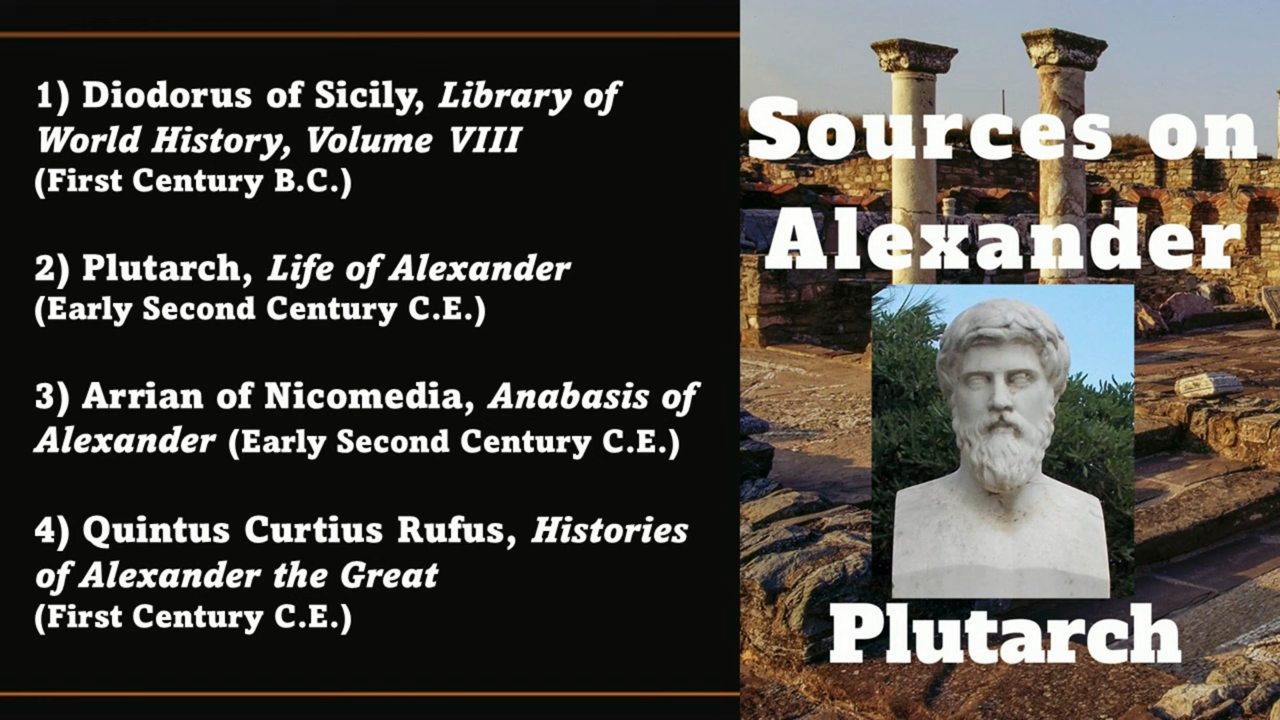 1) Diodorus of Sicily, Library of
World History, Volume VIII
(First Century B.C.)
2) Plutarch, Life of Alexander
(Early Second Century C.E.)
3) Arrian of Nicomedia, Anabasis of
Alexander (Early Second Century C.E.)
4) Quintus Curtius Rufus, Histories
of Alexander the Great
(First Century C.E.)
Sources on
Alexander
Plutarch